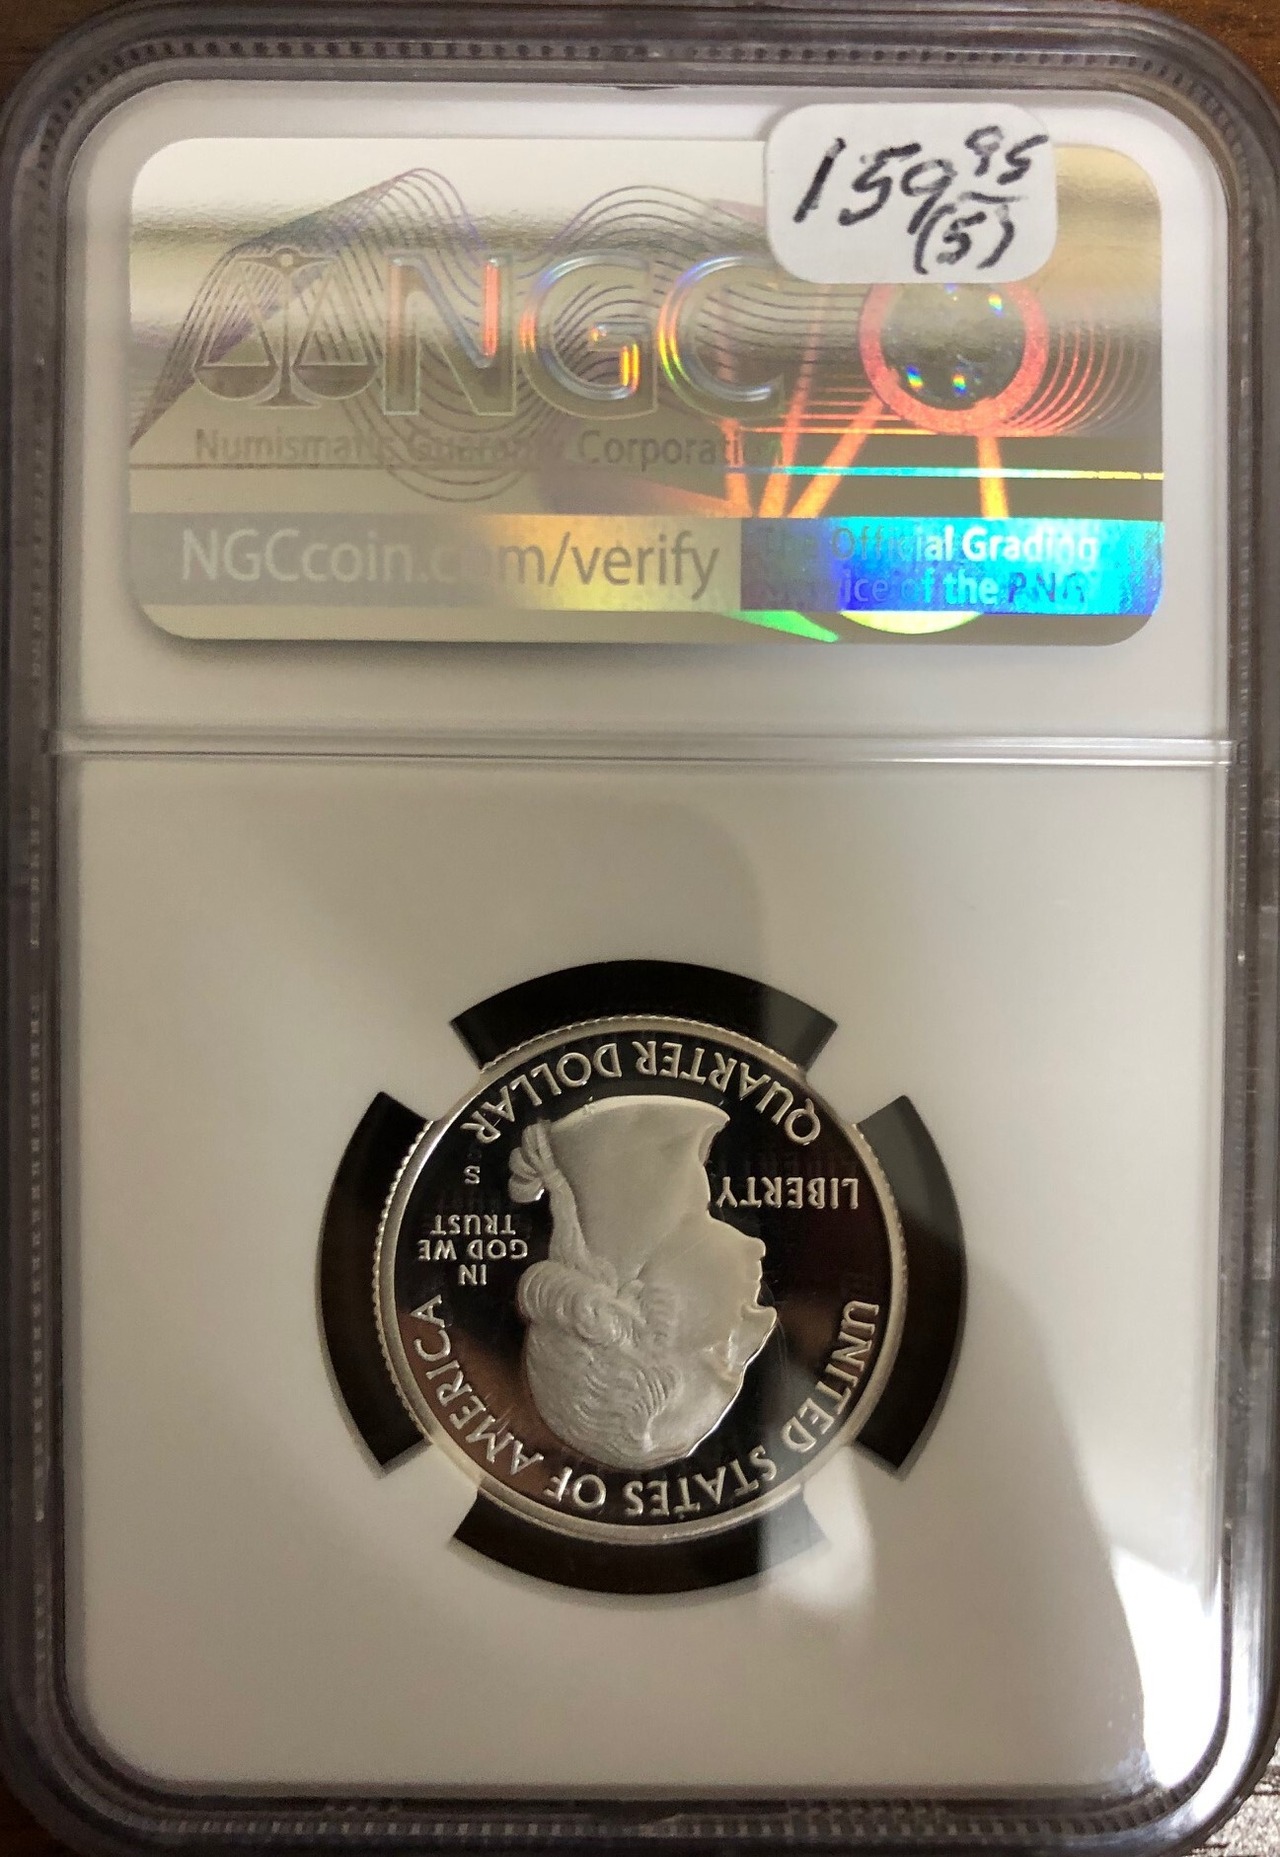 159 95
(5)
NGC
Numismatic Guaranty Corporation
NGCcoin.com/verify
The Official Grading
Service of the PNG
UNITED STATES OF AMERICA
LIBERTY
IN
GOD WE
TRUST
S
QUARTER DOLLAR